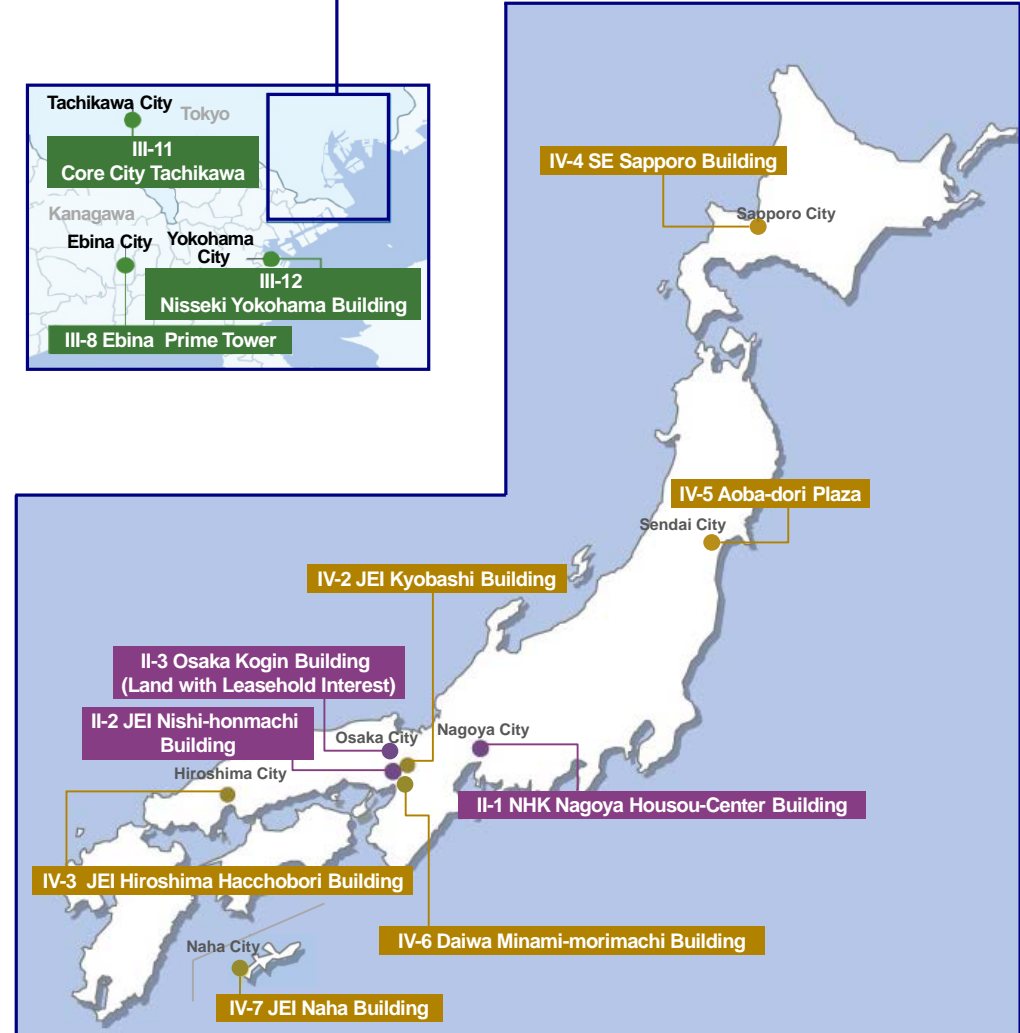 Tachikawa City
Tokyo
III-11
Core City Tachikawa
Kanagawa
Ebina City
Yokohama
City
III-12
Nisseki Yokohama Building
III-8 Ebina Prime Tower
IV-4 SE Sapporo Building
Sapporo City
IV-5 Aoba-dori Plaza
Sendai City
IV-2 JEI Kyobashi Building
II-3 Osaka Kogin Building
(Land with Leasehold Interest)
II-2 JEI Nishi-honmachi
Building
Osaka City
Nagoya City
Hiroshima City
II-1 NHK Nagoya Housou-Center Building
IV-3 JEI Hiroshima Hacchobori Building
IV-6 Daiwa Minami-morimachi Building
Naha City
IV-7 JEI Naha Building